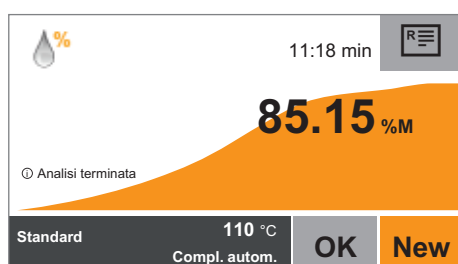 %
11:18 min
R
85.15 %M
ⓘ Analisi terminata
Standard
110 °C
Compl. autom.
OK
New